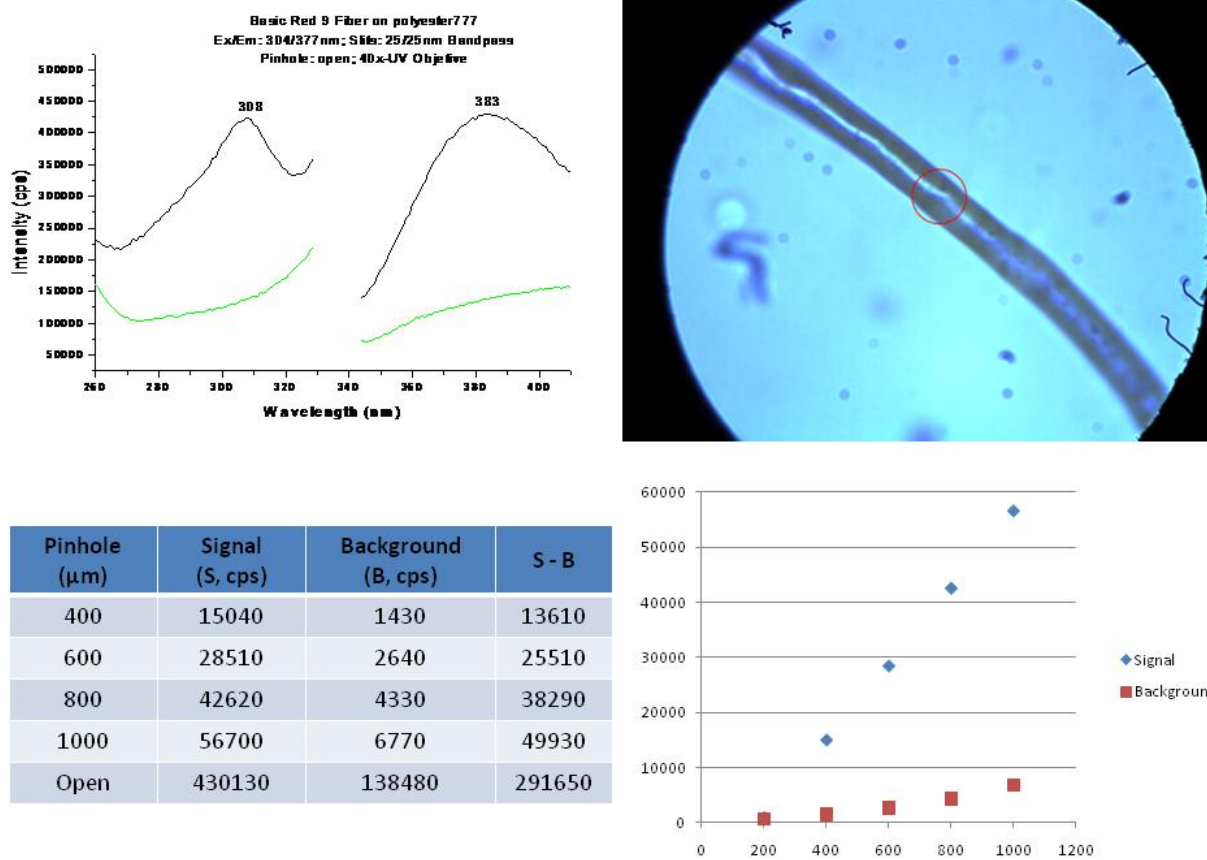 Basic Red 9 Fiber on polyester777
Ex/Em: 304/377nm; Slits: 25/25nm Bandpass
Pinhole: open; 40x-UV Objetive
308
383
500000
450000
400000
350000
300000
250000
200000
150000
100000
50000
Intensity (cps)
260 280 300 320 340 360 380 400
Wavelength (nm)
Pinhole (μm) Signal (S, cps) Background (B, cps) S - B
400 15040 1430 13610
600 28510 2640 25510
800 42620 4330 38290
1000 56700 6770 49930
Open 430130 138480 291650
60000
50000
40000
30000
20000
10000
0
0 200 400 600 800 1000 1200
Signal
Backgroun